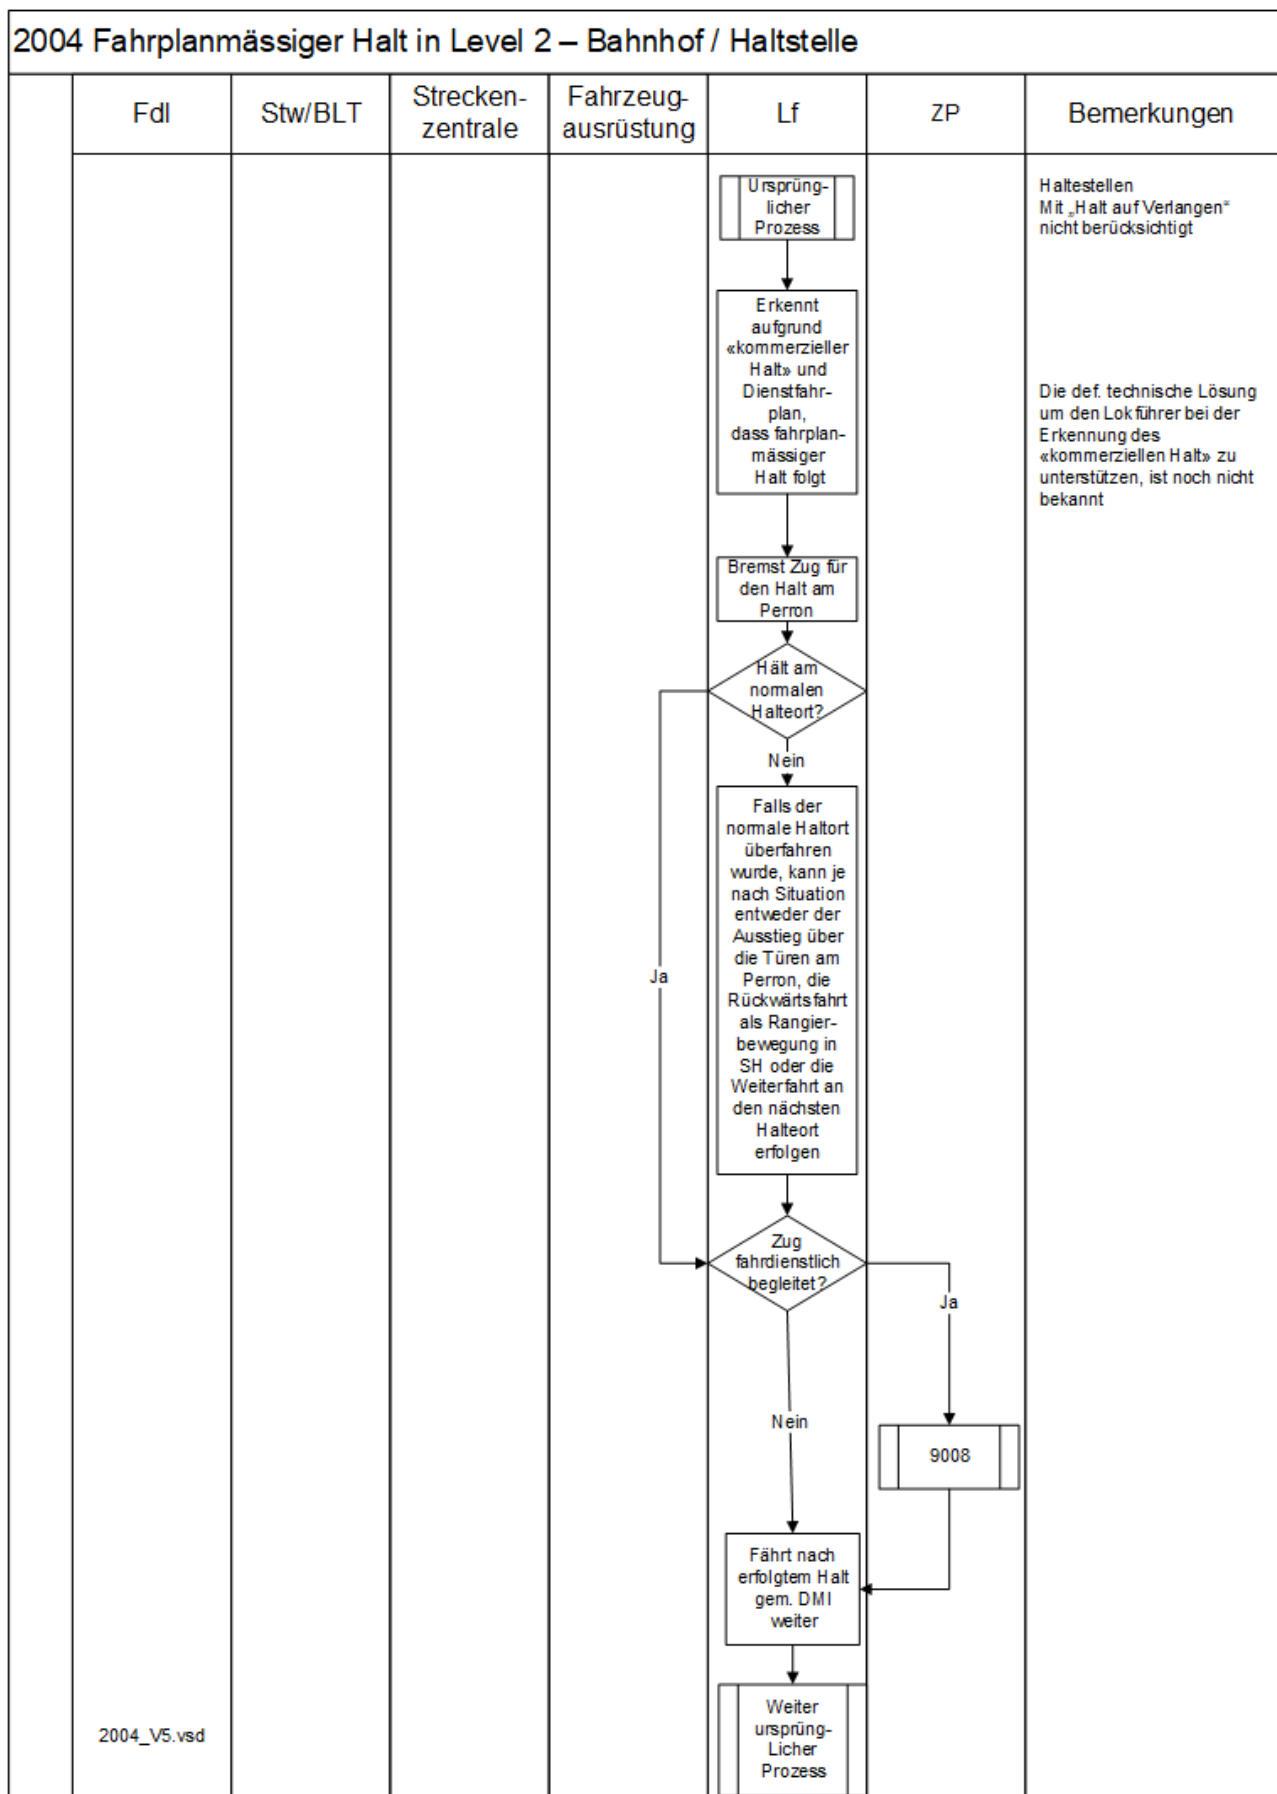 2004 Fahrplanmässiger Halt in Level 2 – Bahnhof / Haltstelle
Fdl
Stw/BLT
Strecken-
zentrale
Fahrzeug-
ausrüstung
Lf
ZP
Bemerkungen
Ursprüng-
licher
Prozess
Haltestellen
Mit „Halt auf Verlangen“
nicht berücksichtigt
Erkennt
aufgrund
«kommerzieller
Halt» und
Dienstfahr-
plan,
dass fahrplan-
mässiger
Halt folgt
Die def. technische Lösung
um den Lokführer bei der
Erkennung des
«kommerziellen Halt» zu
unterstützen, ist noch nicht
bekannt
Bremst Zug für
den Halt am
Perron
Hält am
normalen
Halteort?
Nein
Falls der
normale Haltort
überfahren
wurde, kann je
nach Situation
entweder der
Ausstieg über
die Türen am
Perron, die
Rückwärtsfahrt
als Rangier-
bewegung in
SH oder die
Weiterfahrt an
den nächsten
Halteort
erfolgen
Ja
Zug
fahrdienstlich
begleitet?
Ja
Nein
9008
Fährt nach
erfolgtem Halt
gem. DMI
weiter
Weiter
ursprüng-
Licher
Prozess
2004_V5.vsd